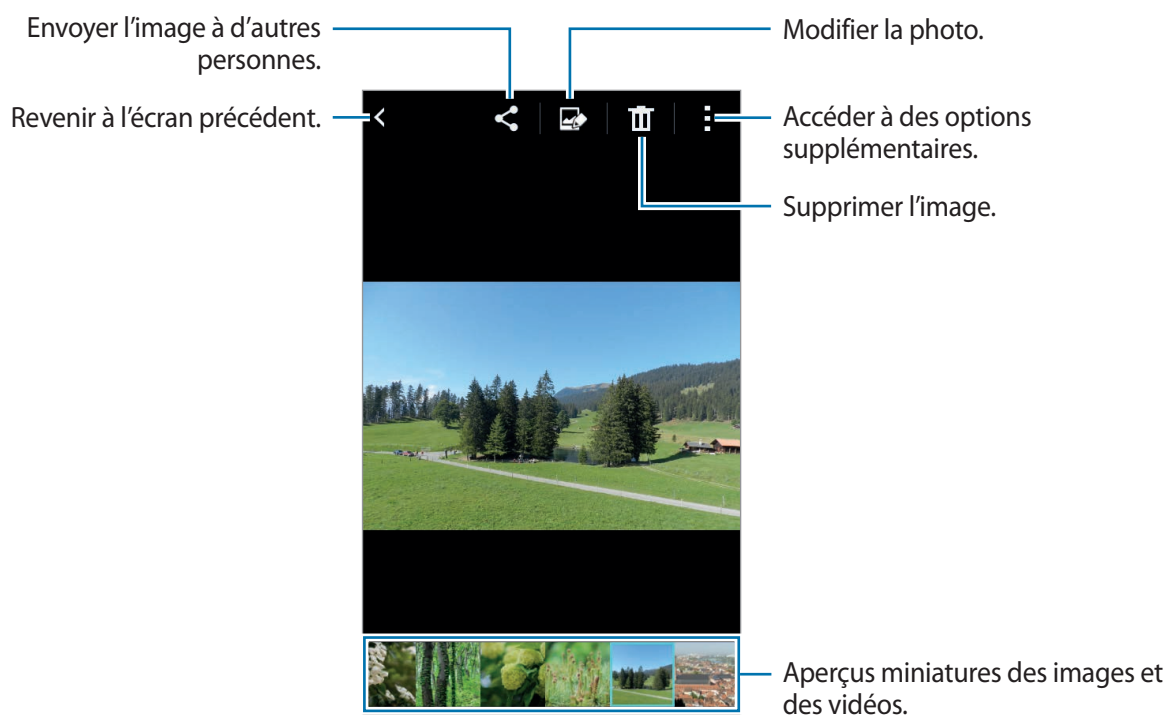 Envoyer l’image à d’autres
personnes.
Modifier la photo.
Revenir à l’écran précédent.
Accéder à des options
supplémentaires.
Supprimer l’image.
Aperçus miniatures des images et
des vidéos.